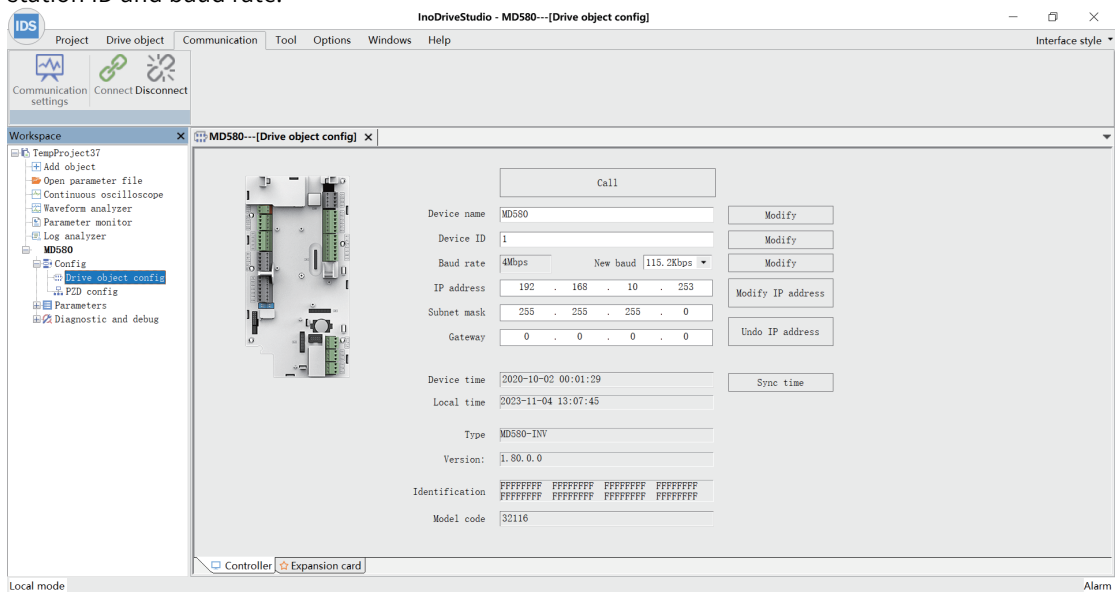 station ID and baud rate.
IDS
InoDriveStudio - MD580---[Drive object config]
Project Drive object Communication Tool Options Windows Help
Interface style
Communication settings
Connect
Disconnect
Workspace
MD580---[Drive object config]
TempProject37
Add object
Open parameter file
Continuous oscilloscope
Waveform analyzer
Parameter monitor
Log analyzer
MD580
Config
Drive object config
PZD config
Parameters
Diagnostic and debug
Call
Device name MD580 Modify
Device ID 1 Modify
Baud rate 4Mbps New baud 115.2Kbps Modify
IP address 192 . 168 . 10 . 253 Modify IP address
Subnet mask 255 . 255 . 255 . 0
Undo IP address
Gateway 0 . 0 . 0 . 0
Device time 2020-10-02 00:01:29 Sync time
Local time 2023-11-04 13:07:45
Type MD580-INV
Version: 1.80.0.0
Identification FFFFFFFF FFFFFFFF FFFFFFFF FFFFFFFF
FFFFFFFF FFFFFFFF FFFFFFFF FFFFFFFF
Model code 32116
Controller Expansion card
Local mode
Alarm